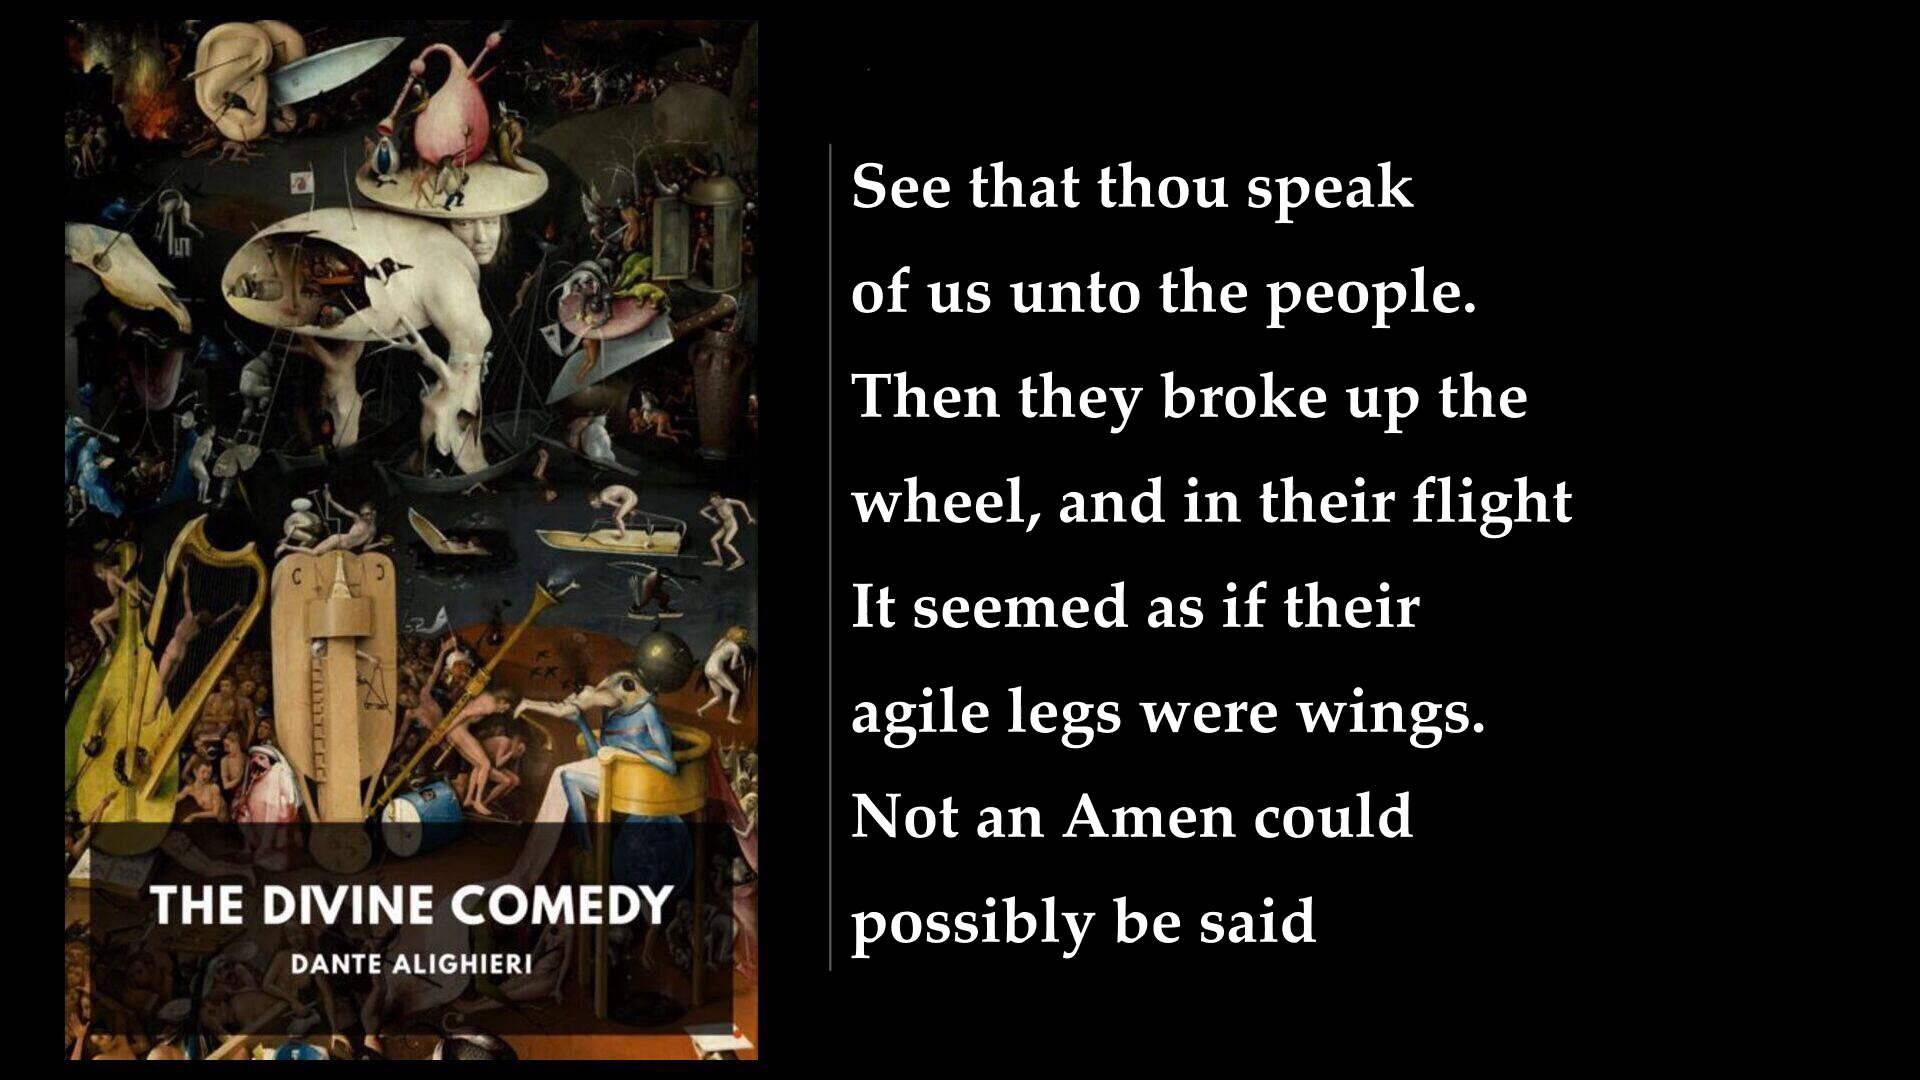 See that thou speak
of us unto the people.
Then they broke up the
wheel, and in their flight
It seemed as if their
agile legs were wings.
Not an Amen could
possibly be said
THE DIVINE COMEDY
DANTE ALIGHIERI